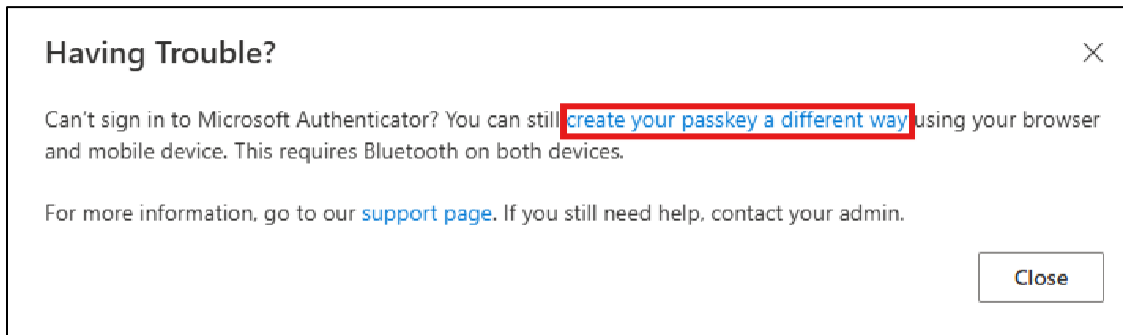 Having Trouble?
Can't sign in to Microsoft Authenticator? You can still create your passkey a different way using your browser
and mobile device. This requires Bluetooth on both devices.
For more information, go to our support page. If you still need help, contact your admin.
Close